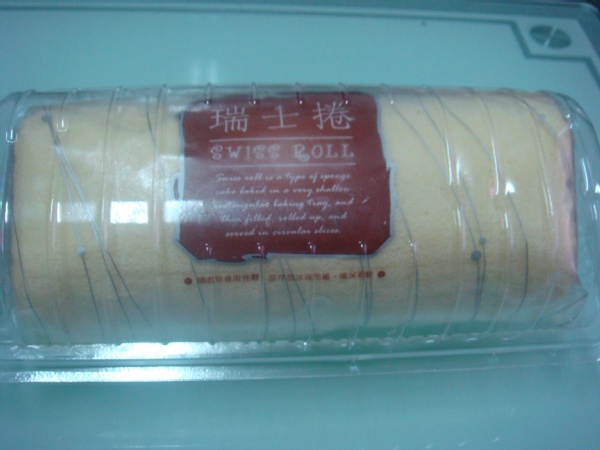 瑞士捲
SWISS ROLL
Swiss roll is a type of sponge
cake baked in a very shallow
rectangular baking tray, and
thin filled, rolled up, and
served in circular slices.